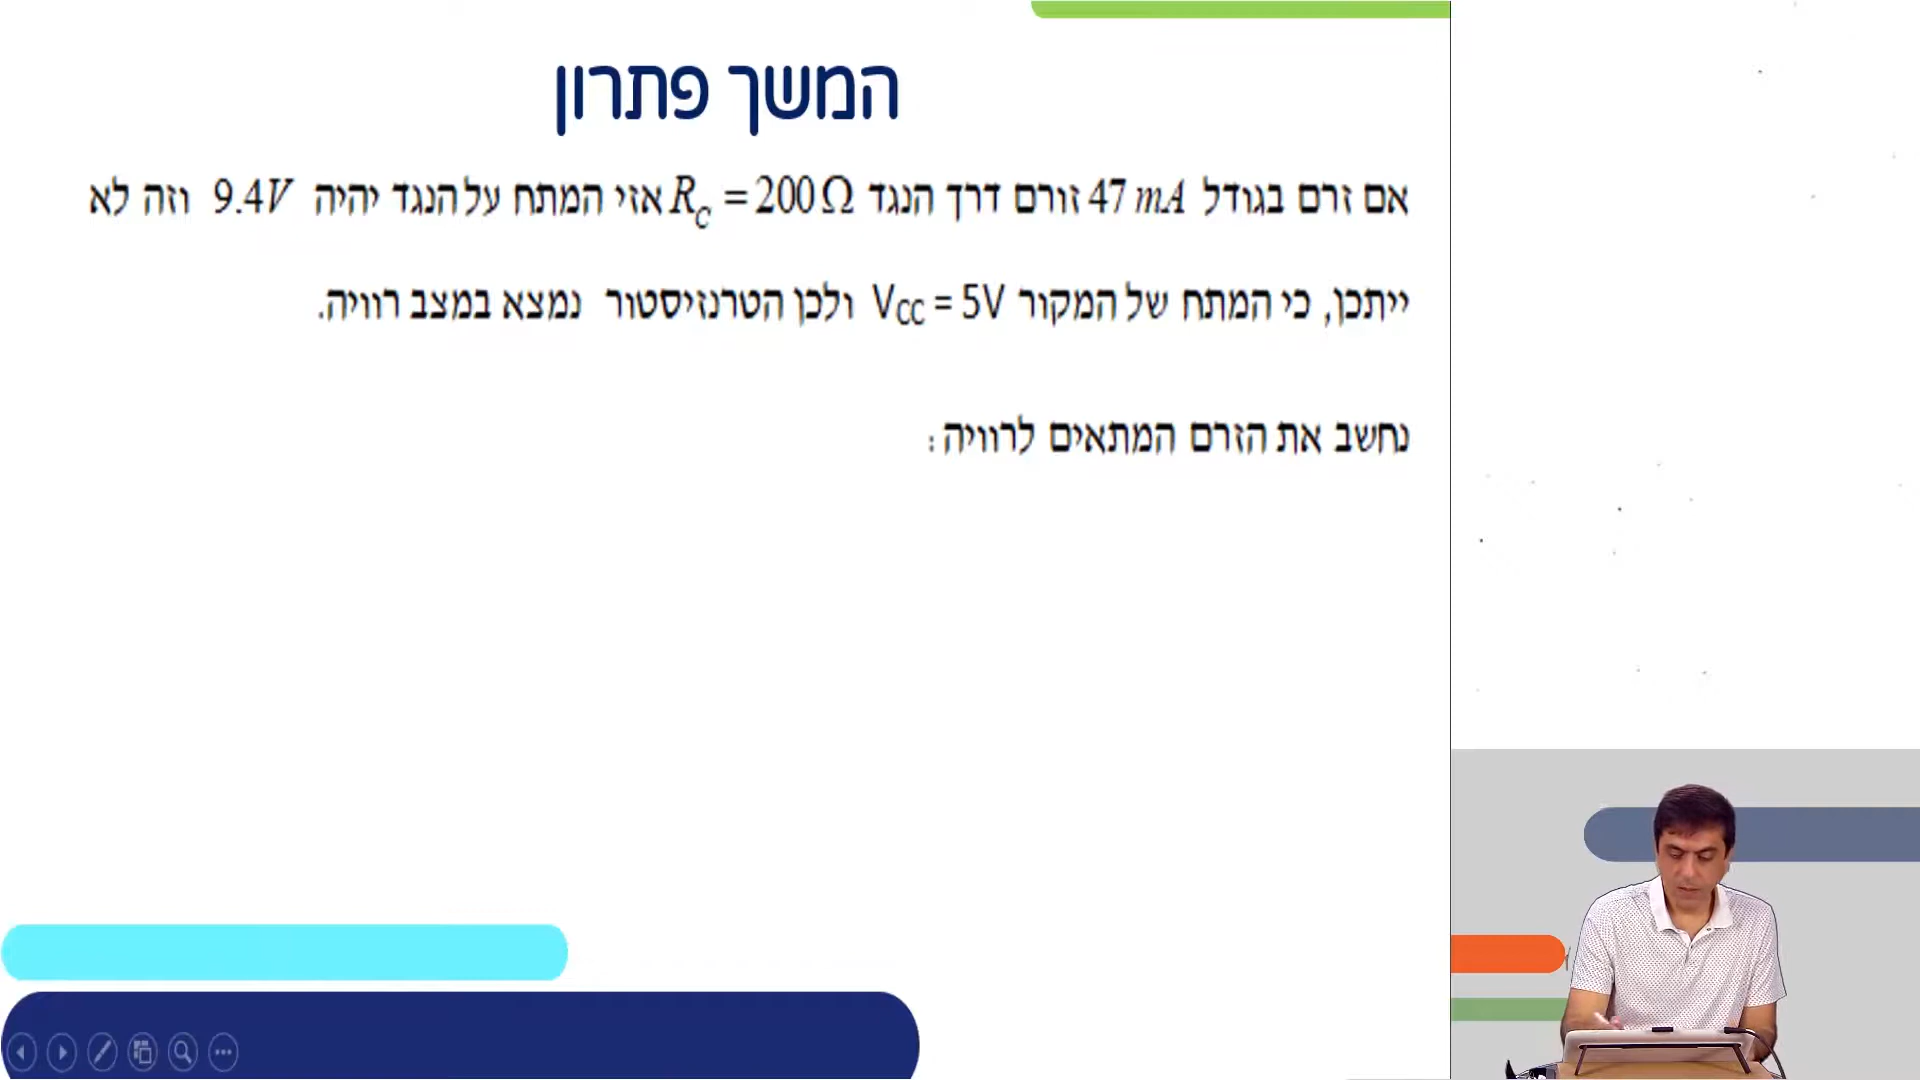 המשך פתרון
אם זרם בגודל 47 mA זורם דרך הנגד R_C = 200 Ω אזי המתח על הנגד יהיה 9.4V וזה לא
ייתכן, כי המתח של המקור V_CC = 5V ולכן הטרנזיסטור נמצא במצב רוויה.
נחשב את הזרם המתאים לרוויה: